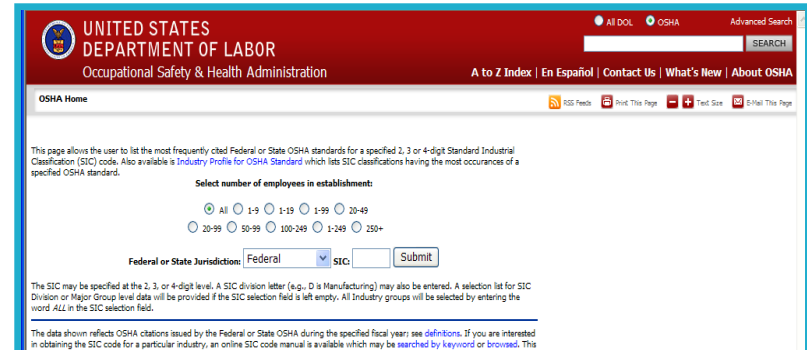 UNITED STATES
DEPARTMENT OF LABOR
Occupational Safety & Health Administration
All DOL OSHA Advanced Search
SEARCH
A to Z Index | En Español | Contact Us | What's New | About OSHA
OSHA Home
RSS Feeds Print This Page Text Size E-Mail This Page
This page allows the user to list the most frequently cited Federal or State OSHA standards for a specified 2, 3 or 4-digit Standard Industrial
Classification (SIC) code. Also available is Industry Profile for OSHA Standard which lists SIC classifications having the most occurances of a
specified OSHA standard.
Select number of employees in establishment:
All 1-9 1-19 1-99 20-49
20-99 50-99 100-249 1-249 250+
Federal or State Jurisdiction: Federal SIC: Submit
The SIC may be specified at the 2, 3, or 4-digit level. A SIC division letter (e.g., D is Manufacturing) may also be entered. A selection list for SIC
Division or Major Group level data will be provided if the SIC selection field is left empty. All Industry groups will be selected by entering the
word ALL in the SIC selection field.
The data shown reflects OSHA citations issued by the Federal or State OSHA during the specified fiscal year; see definitions. If you are interested
in obtaining the SIC code for a particular industry, an online SIC code manual is available which may be searched by keyword or browsed. This